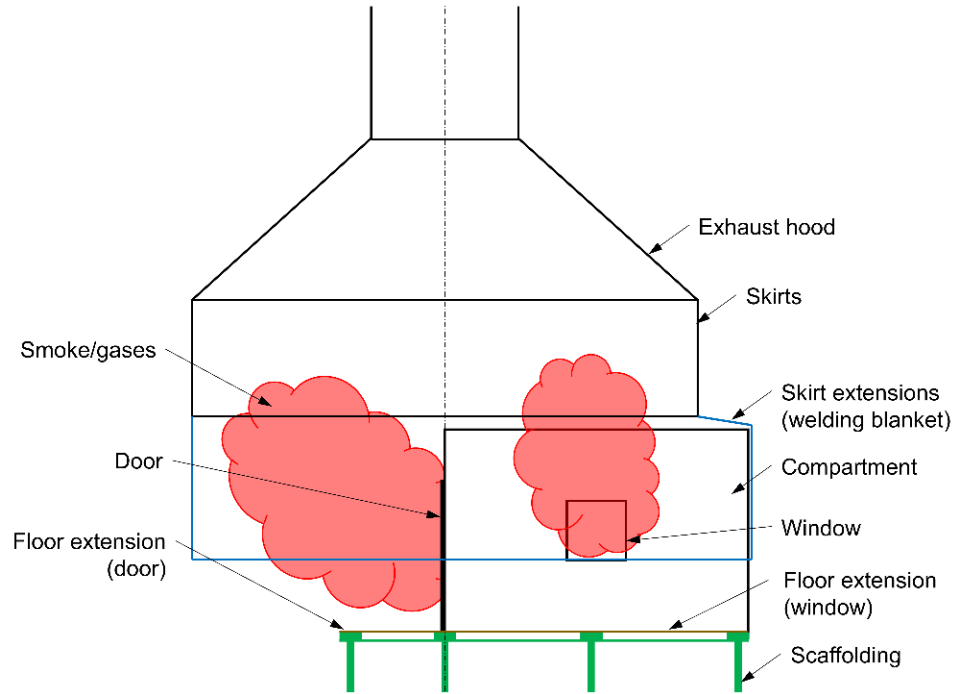 Exhaust hood
Skirts
Smoke/gases
Skirt extensions
(welding blanket)
Door
Compartment
Window
Floor extension
(door)
Floor extension
(window)
Scaffolding